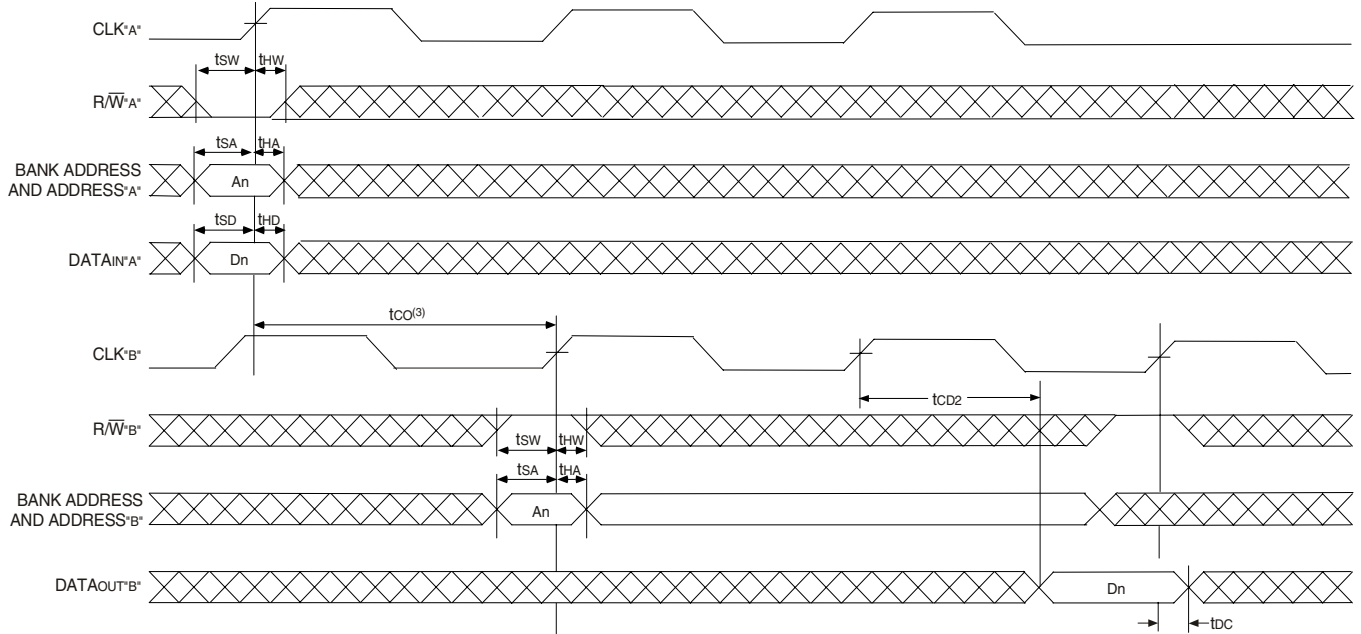 CLK"A"
tSW tHW
R/W̅"A"
tSA tHA
BANK ADDRESS
AND ADDRESS"A"
An
tSD tHD
DATAIN"A"
Dn
tCO(3)
CLK"B"
tCD2
R/W̅"B"
tSW tHW
tSA tHA
BANK ADDRESS
AND ADDRESS"B"
An
DATAOUT"B"
Dn
tDC